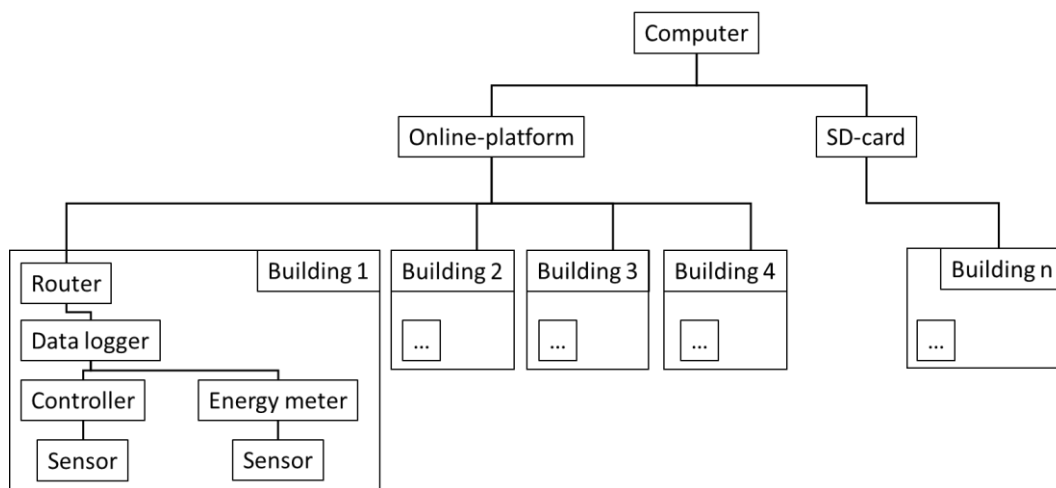 Computer
Online-platform
SD-card
Building 1
Building 2
Building 3
Building 4
Building n
Router
Data logger
...
...
...
...
Controller
Energy meter
Sensor
Sensor